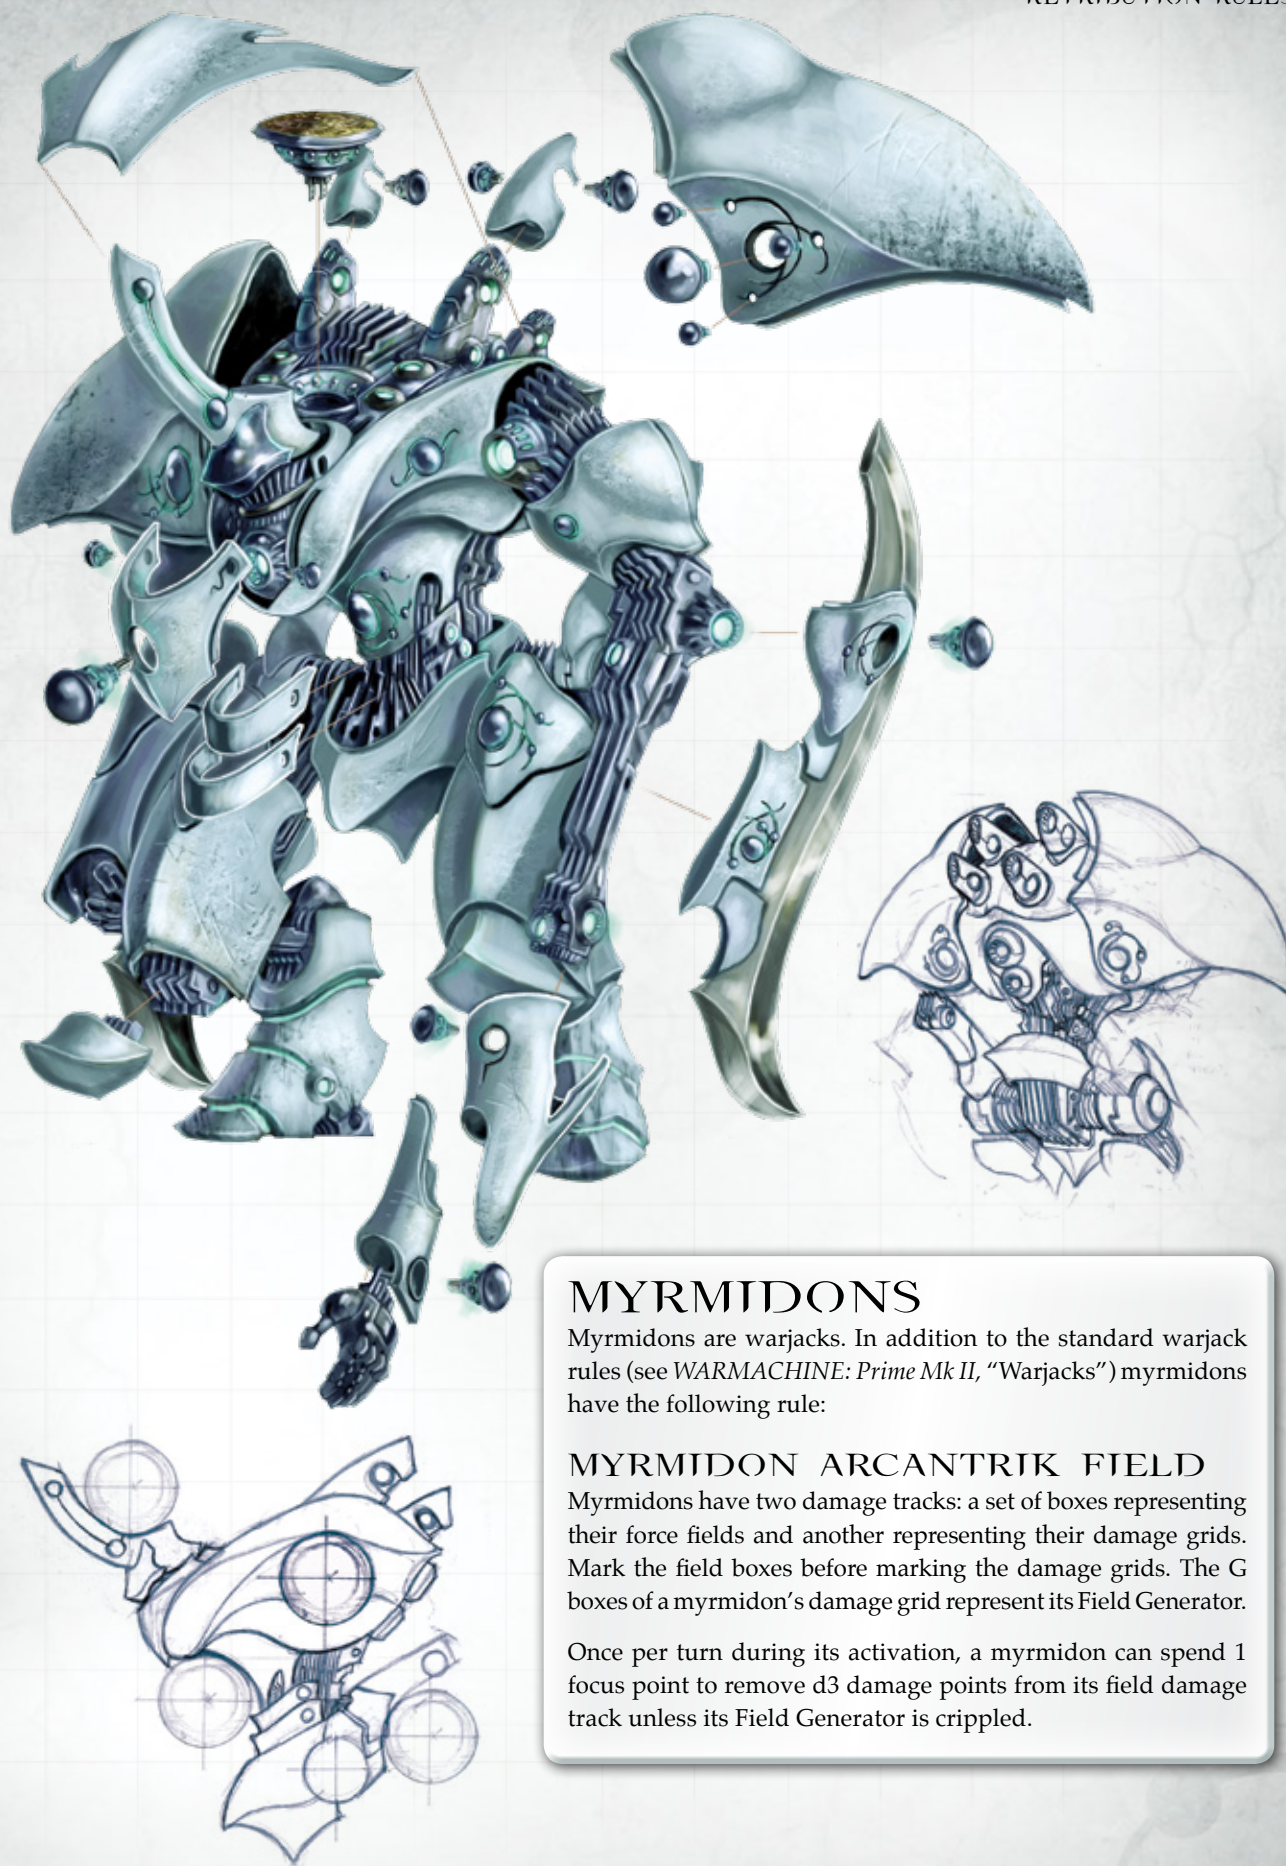 RETRIBUTION RULES
MYRMIDONS
Myrmidons are warjacks. In addition to the standard warjack
rules (see WARMACHINE: Prime Mk II, “Warjacks”) myrmidons
have the following rule:
MYRMIDON ARCANTRIK FIELD
Myrmidons have two damage tracks: a set of boxes representing
their force fields and another representing their damage grids.
Mark the field boxes before marking the damage grids. The G
boxes of a myrmidon’s damage grid represent its Field Generator.
Once per turn during its activation, a myrmidon can spend 1
focus point to remove d3 damage points from its field damage
track unless its Field Generator is crippled.